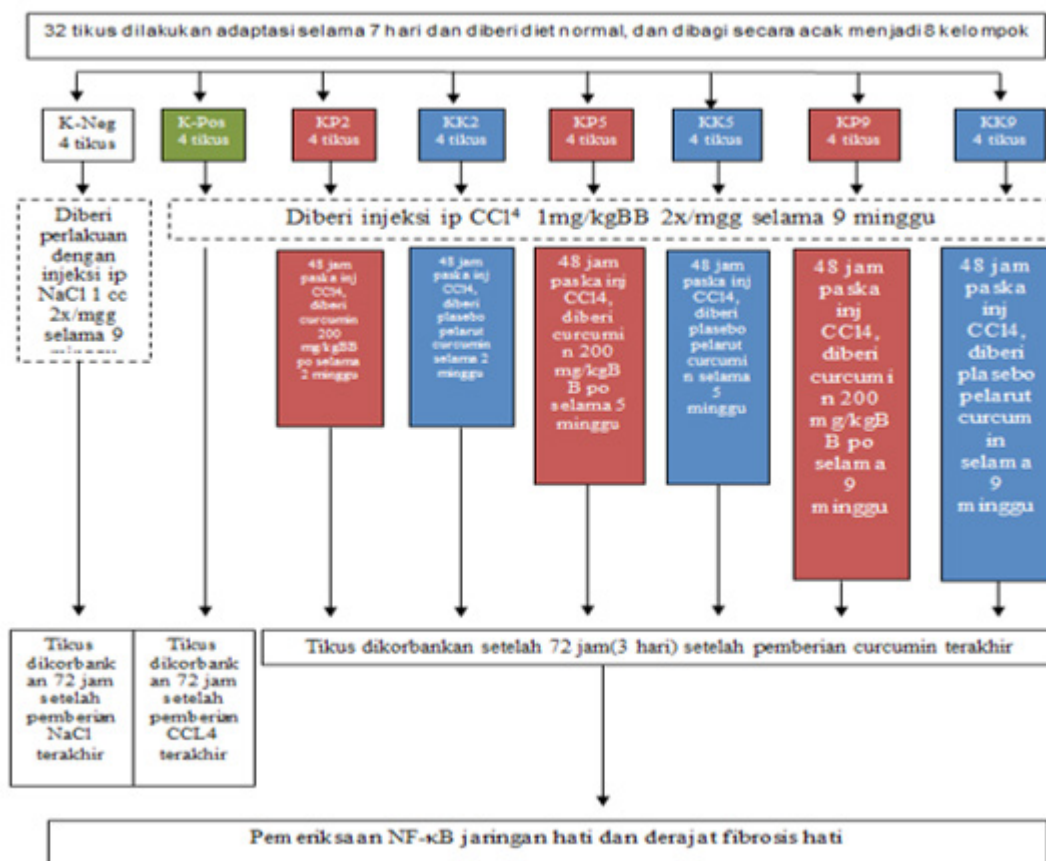 32 tikus dilakukan adaptasi selama 7 hari dan diberi diet normal, dan dibagi secara acak menjadi 8 kelompok
K-Neg
4 tikus
K-Pos
4 tikus
KP2
4 tikus
KK2
4 tikus
KP5
4 tikus
KK5
4 tikus
KP9
4 tikus
KK9
4 tikus
Diberi
perlakuan
dengan
injeksi ip
NaCl 1 cc
2x/mgg
selama 9
minggu
Diberi injeksi ip CCl⁴ 1mg/kgBB 2x/mgg selama 9 minggu
48 jam
paska inj
CCl4,
diberi
curcumin
200
mg/kgBB
po selama
2 minggu
48 jam
paska inj
CCl4,
diberi
plasebo
pelarut
curcumin
selama 2
minggu
48 jam
paska inj
CCl4,
diberi
curcumi
n 200
mg/kgB
B po
selama 5
minggu
48 jam
paska inj
CCl4,
diberi
plasebo
pelarut
curcumi
n selama
5
minggu
48 jam
paska
inj
CCl4,
diberi
curcumi
n 200
mg/kgB
B po
selama
9
minggu
48 jam
paska
inj
CCl4,
diberi
plasebo
pelarut
curcum
in
selama
9
minggu
Tikus
dikorbank
an 72 jam
setelah
pemberian
NaCl
terakhir
Tikus
dikorbank
an 72 jam
setelah
pemberian
CCL4
terakhir
Tikus dikorbankan setelah 72 jam(3 hari) setelah pemberian curcumin terakhir
Pemeriksaan NF-κB jaringan hati dan derajat fibrosis hati